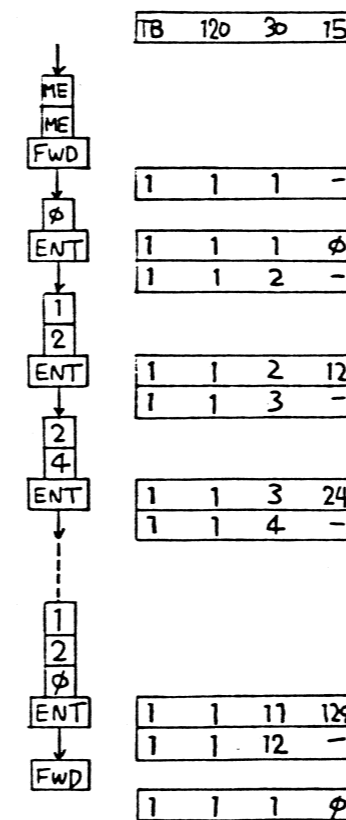 TB 120 30 15
ME
ME
FWD
1 1 1 -
Ø
ENT 1 1 1 Ø
1 1 2 -
1
2
ENT 1 1 2 12
1 1 3 -
2
4
ENT 1 1 3 24
1 1 4 -
1
2
Ø
ENT 1 1 11 12Ø
1 1 12 -
FWD
1 1 1 Ø